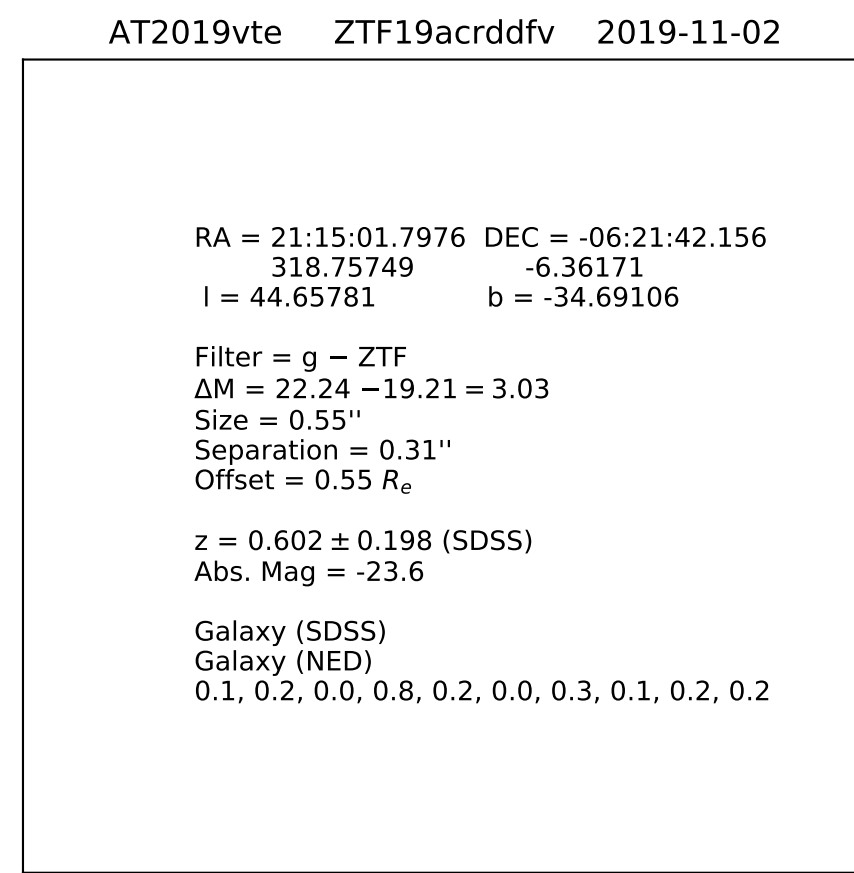 AT2019vte ZTF19acrddfv 2019-11-02
RA = 21:15:01.7976 DEC = -06:21:42.156
318.75749 -6.36171
l = 44.65781 b = -34.69106
Filter = g − ZTF
ΔM = 22.24 −19.21 = 3.03
Size = 0.55''
Separation = 0.31''
Offset = 0.55 Rₑ
z = 0.602 ± 0.198 (SDSS)
Abs. Mag = -23.6
Galaxy (SDSS)
Galaxy (NED)
0.1, 0.2, 0.0, 0.8, 0.2, 0.0, 0.3, 0.1, 0.2, 0.2